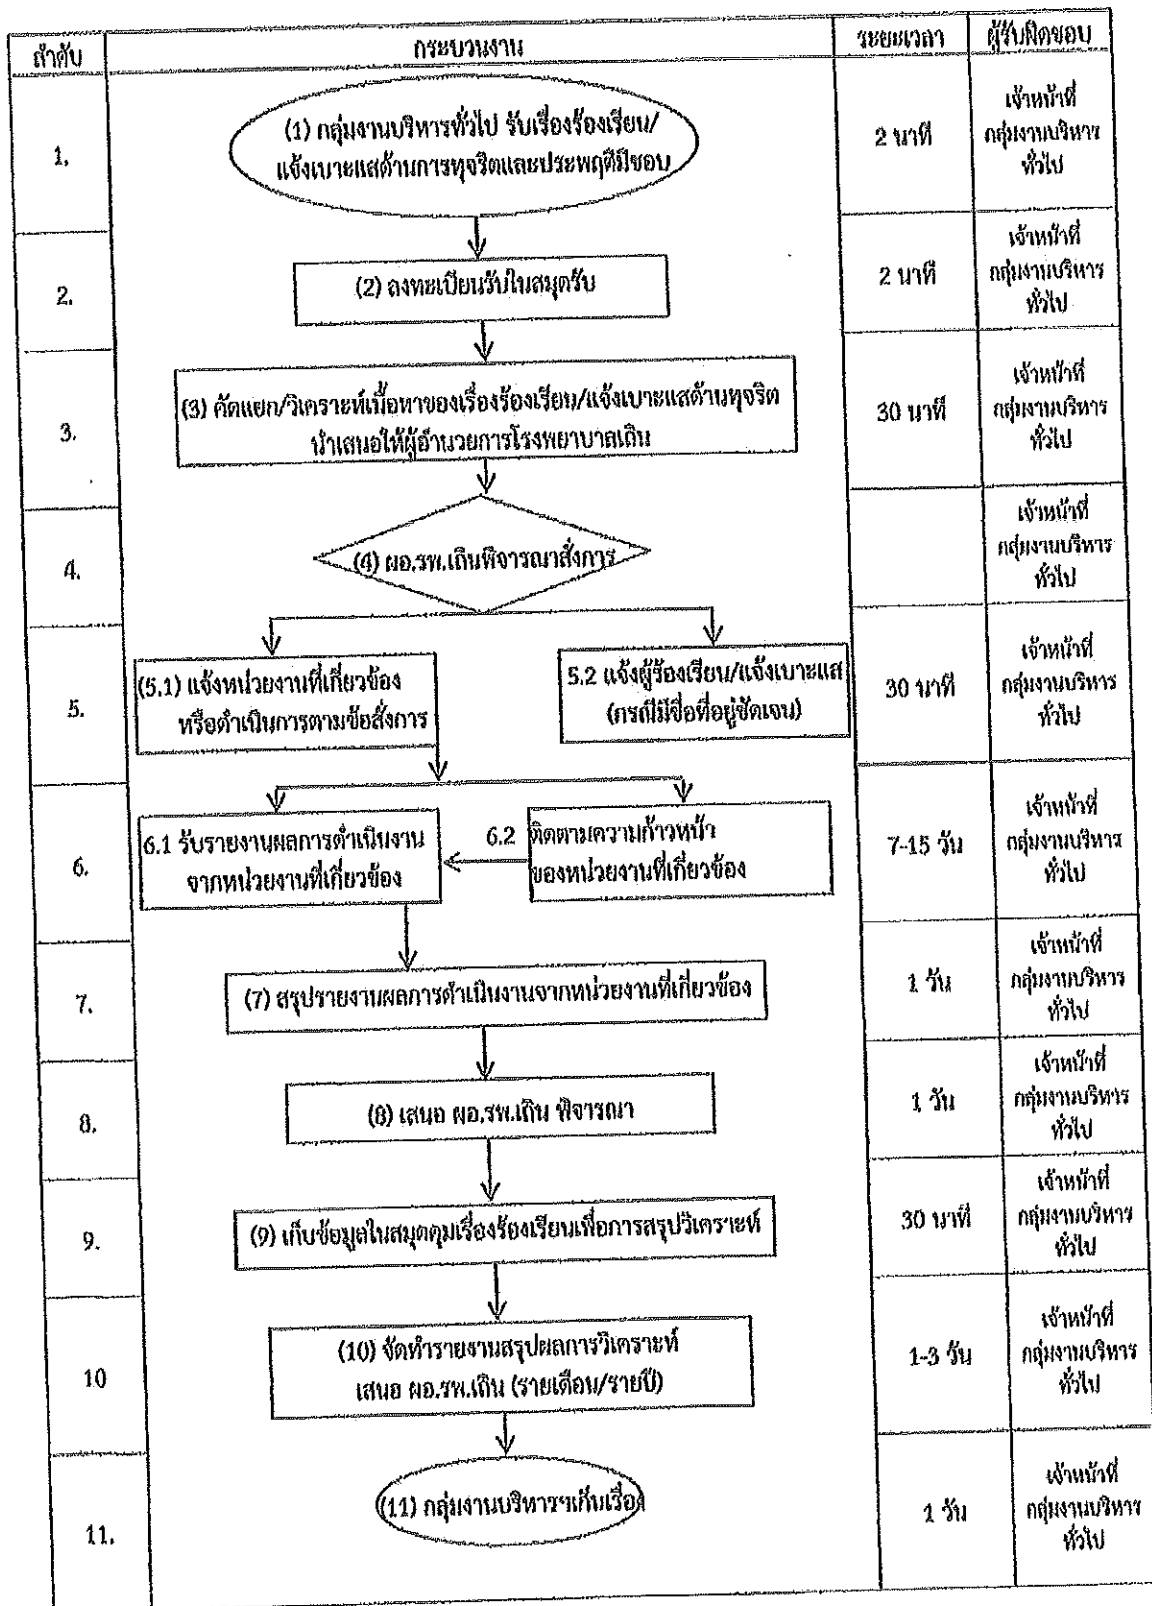 ลำดับ กระบวนงาน ระยะเวลา ผู้รับผิดชอบ
1.
(1) กลุ่มงานบริหารทั่วไป รับเรื่องร้องเรียน/
แจ้งเบาะแสด้านการทุจริตและประพฤติมิชอบ
2 นาที
เจ้าหน้าที่
กลุ่มงานบริหาร
ทั่วไป
2.
(2) ลงทะเบียนรับในสมุดรับ
2 นาที
เจ้าหน้าที่
กลุ่มงานบริหาร
ทั่วไป
3.
(3) คัดแยก/วิเคราะห์เนื้อหาของเรื่องร้องเรียน/แจ้งเบาะแสด้านทุจริต
นำเสนอให้ผู้อำนวยการโรงพยาบาลเถิน
30 นาที
เจ้าหน้าที่
กลุ่มงานบริหาร
ทั่วไป
4.
(4) ผอ.รพ.เถินพิจารณาสั่งการ
เจ้าหน้าที่
กลุ่มงานบริหาร
ทั่วไป
5.
(5.1) แจ้งหน่วยงานที่เกี่ยวข้อง
หรือดำเนินการตามข้อสั่งการ
5.2 แจ้งผู้ร้องเรียน/แจ้งเบาะแส
(กรณีมีชื่อที่อยู่ชัดเจน)
30 นาที
เจ้าหน้าที่
กลุ่มงานบริหาร
ทั่วไป
6.
6.1 รับรายงานผลการดำเนินงาน
จากหน่วยงานที่เกี่ยวข้อง
6.2 ติดตามความก้าวหน้า
ของหน่วยงานที่เกี่ยวข้อง
7-15 วัน
เจ้าหน้าที่
กลุ่มงานบริหาร
ทั่วไป
7.
(7) สรุปรายงานผลการดำเนินงานจากหน่วยงานที่เกี่ยวข้อง
1 วัน
เจ้าหน้าที่
กลุ่มงานบริหาร
ทั่วไป
8.
(8) เสนอ ผอ.รพ.เถิน พิจารณา
1 วัน
เจ้าหน้าที่
กลุ่มงานบริหาร
ทั่วไป
9.
(9) เก็บข้อมูลในสมุดคุมเรื่องร้องเรียนเพื่อการสรุปวิเคราะห์
30 นาที
เจ้าหน้าที่
กลุ่มงานบริหาร
ทั่วไป
10
(10) จัดทำรายงานสรุปผลการวิเคราะห์
เสนอ ผอ.รพ.เถิน (รายเดือน/รายปี)
1-3 วัน
เจ้าหน้าที่
กลุ่มงานบริหาร
ทั่วไป
11.
(11) กลุ่มงานบริหารฯเก็บเรื่อง
1 วัน
เจ้าหน้าที่
กลุ่มงานบริหาร
ทั่วไป